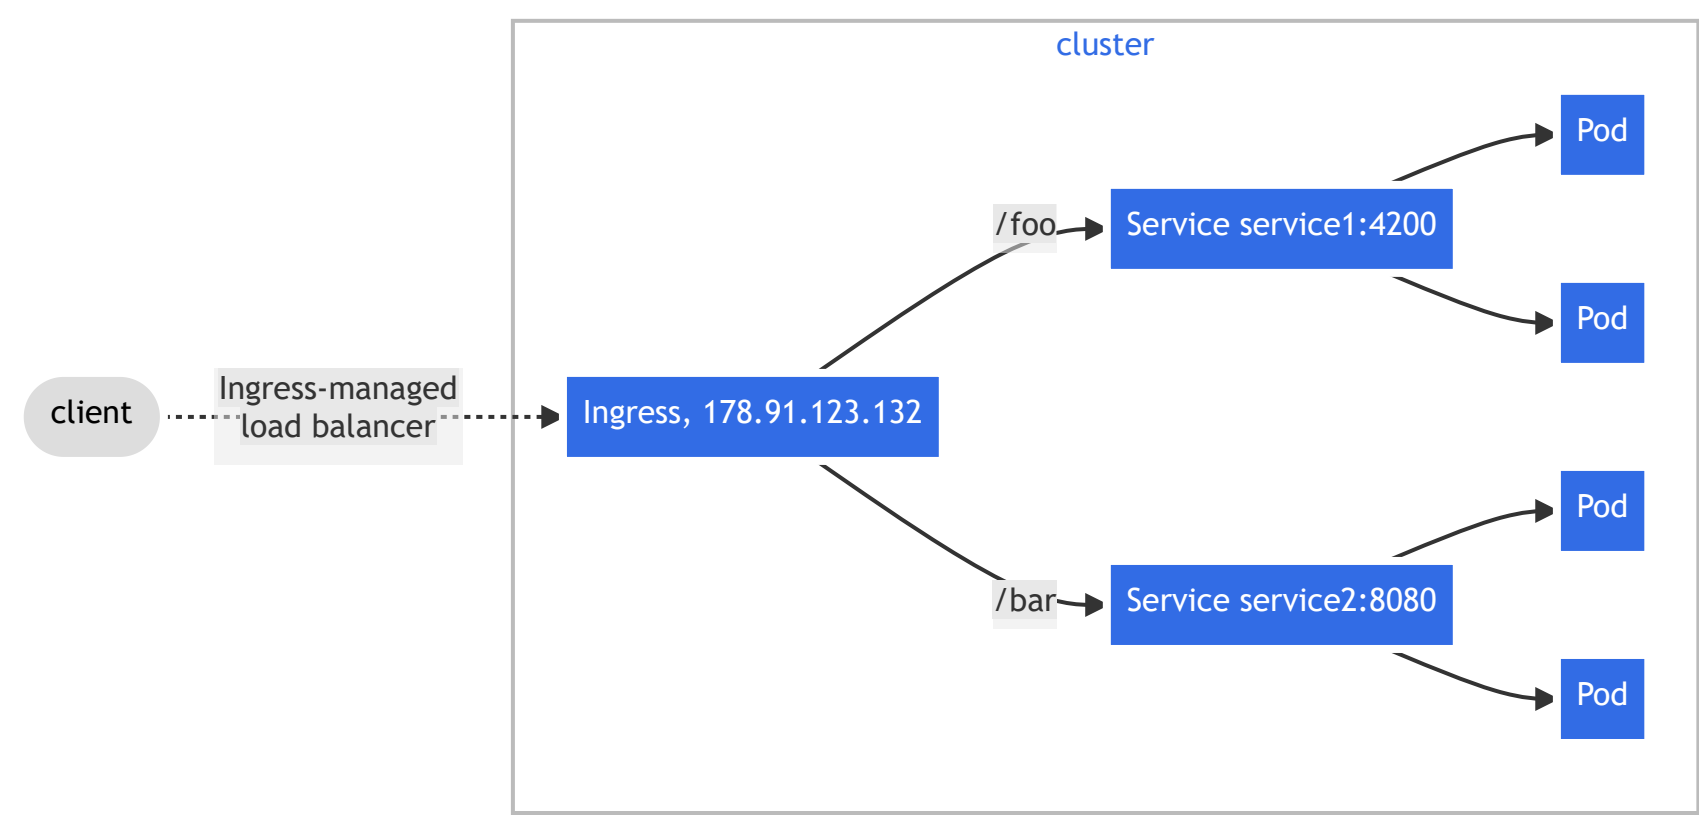 cluster
client
Ingress-managed
load balancer
Ingress, 178.91.123.132
/foo
Service service1:4200
Pod
Pod
/bar
Service service2:8080
Pod
Pod